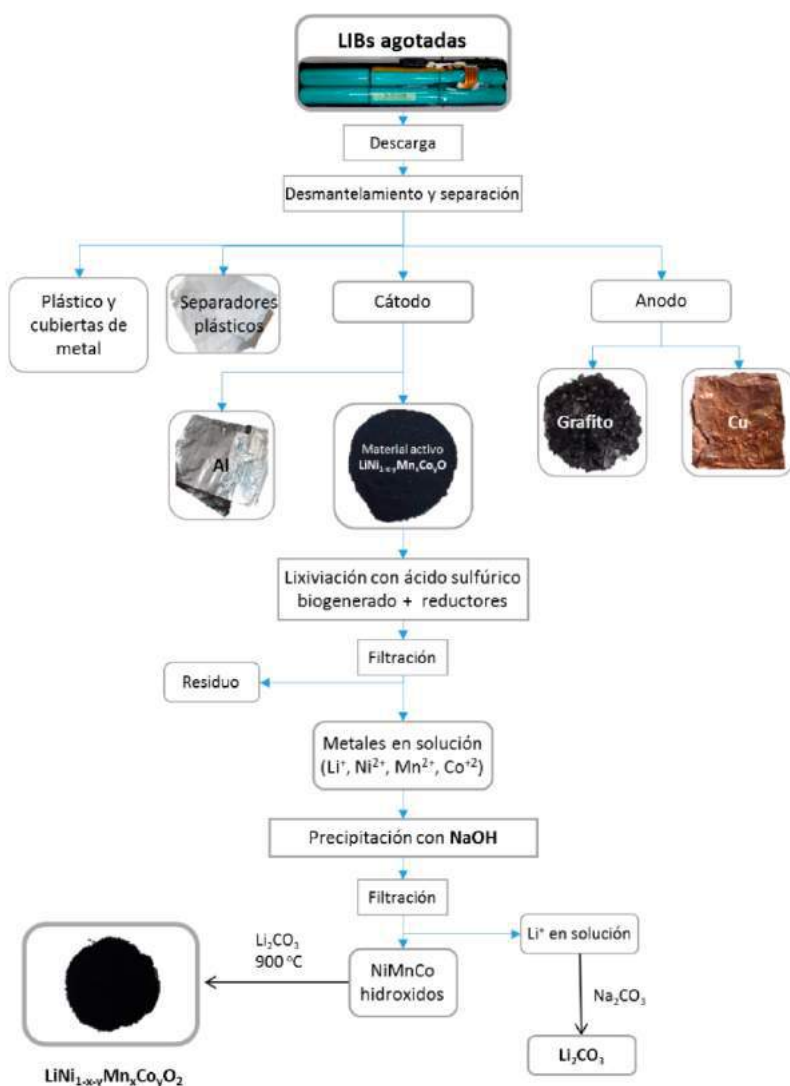 LIBs agotadas
Descarga
Desmantelamiento y separación
Plástico y
cubiertas de
metal
Separadores
plásticos
Cátodo
Anodo
Al
Material activo
LiNi₁₋ₓ₋ᵧMnₓCoᵧO
Grafito
Cu
Lixiviación con ácido sulfúrico
biogenerado + reductores
Filtración
Residuo
Metales en solución
(Li⁺, Ni²⁺, Mn²⁺, Co⁺²)
Precipitación con NaOH
Filtración
Li⁺ en solución
Li₂CO₃
900 °C
NiMnCo
hidroxidos
Na₂CO₃
Li₂CO₃
LiNi₁₋ₓ₋ᵧMnₓCoᵧO₂